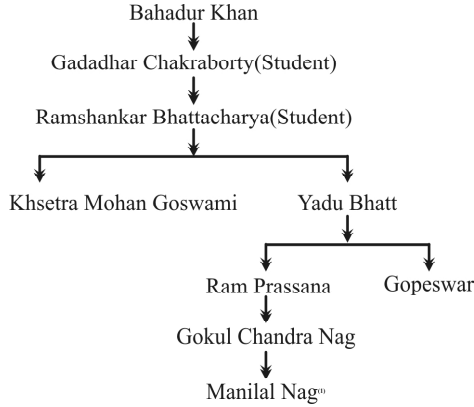 Bahadur Khan
Gadadhar Chakraborty(Student)
Ramshankar Bhattacharya(Student)
Khsetra Mohan Goswami
Yadu Bhatt
Ram Prassana
Gopeswar
Gokul Chandra Nag
Manilal Nag(1)